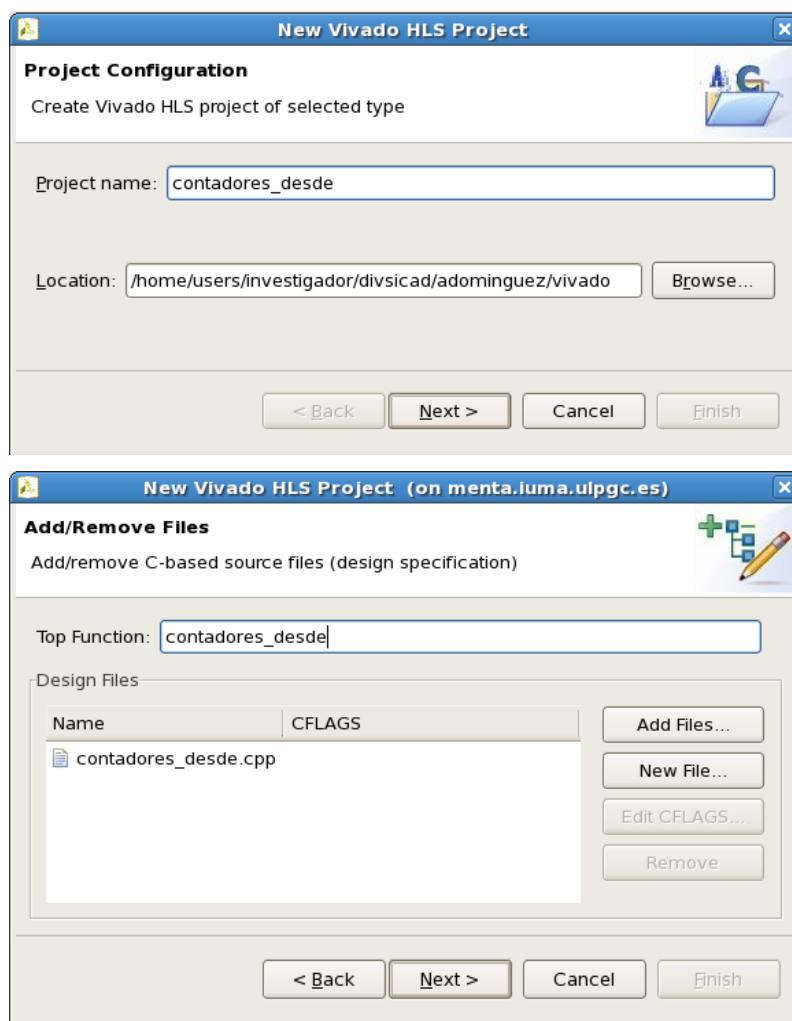 New Vivado HLS Project
Project Configuration
Create Vivado HLS project of selected type
Project name: contadores_desde
Location: /home/users/investigador/divsicad/adominguez/vivado Browse...
< Back Next > Cancel Finish
New Vivado HLS Project (on menta.iuma.ulpgc.es)
Add/Remove Files
Add/remove C-based source files (design specification)
Top Function: contadores_desde
Design Files
Name CFLAGS Add Files...
contadores_desde.cpp
New File...
Edit CFLAGS...
Remove
< Back Next > Cancel Finish